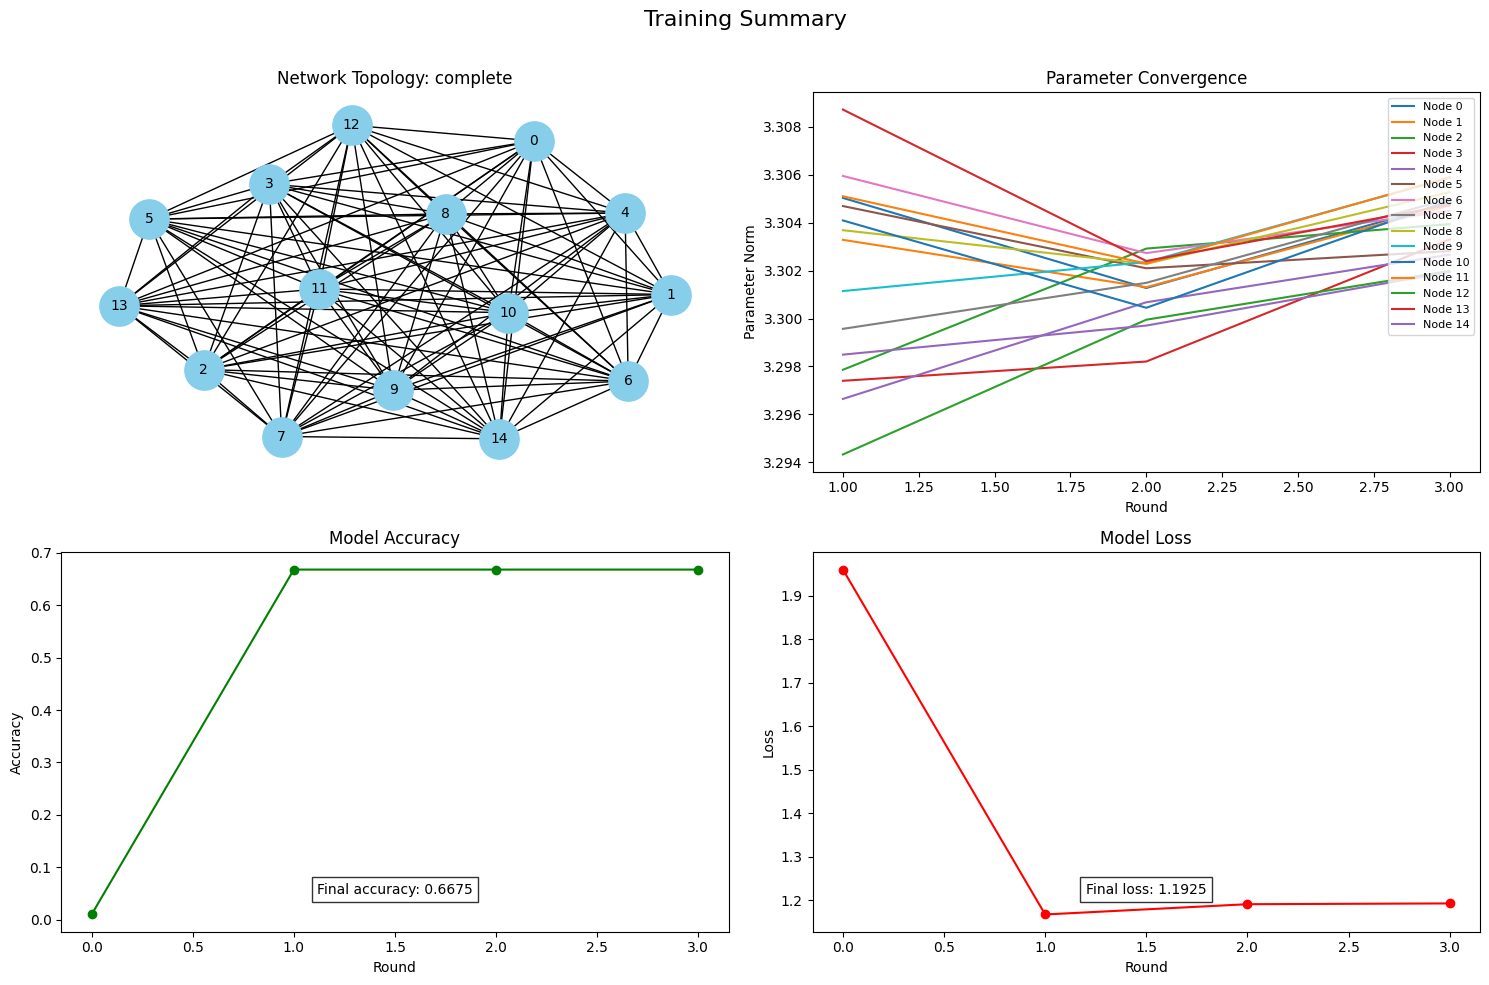 Training Summary
Network Topology: complete
12
0
3
8
4
5
11
1
13
10
2
9
6
7
14
Parameter Convergence
Parameter Norm
3.308
3.306
3.304
3.302
3.300
3.298
3.296
3.294
Node 0
Node 1
Node 2
Node 3
Node 4
Node 5
Node 6
Node 7
Node 8
Node 9
Node 10
Node 11
Node 12
Node 13
Node 14
1.00 1.25 1.50 1.75 2.00 2.25 2.50 2.75 3.00
Round
Model Accuracy
Accuracy
0.7
0.6
0.5
0.4
0.3
0.2
0.1
0.0
Final accuracy: 0.6675
0.0 0.5 1.0 1.5 2.0 2.5 3.0
Round
Model Loss
Loss
1.9
1.8
1.7
1.6
1.5
1.4
1.3
1.2
Final loss: 1.1925
0.0 0.5 1.0 1.5 2.0 2.5 3.0
Round